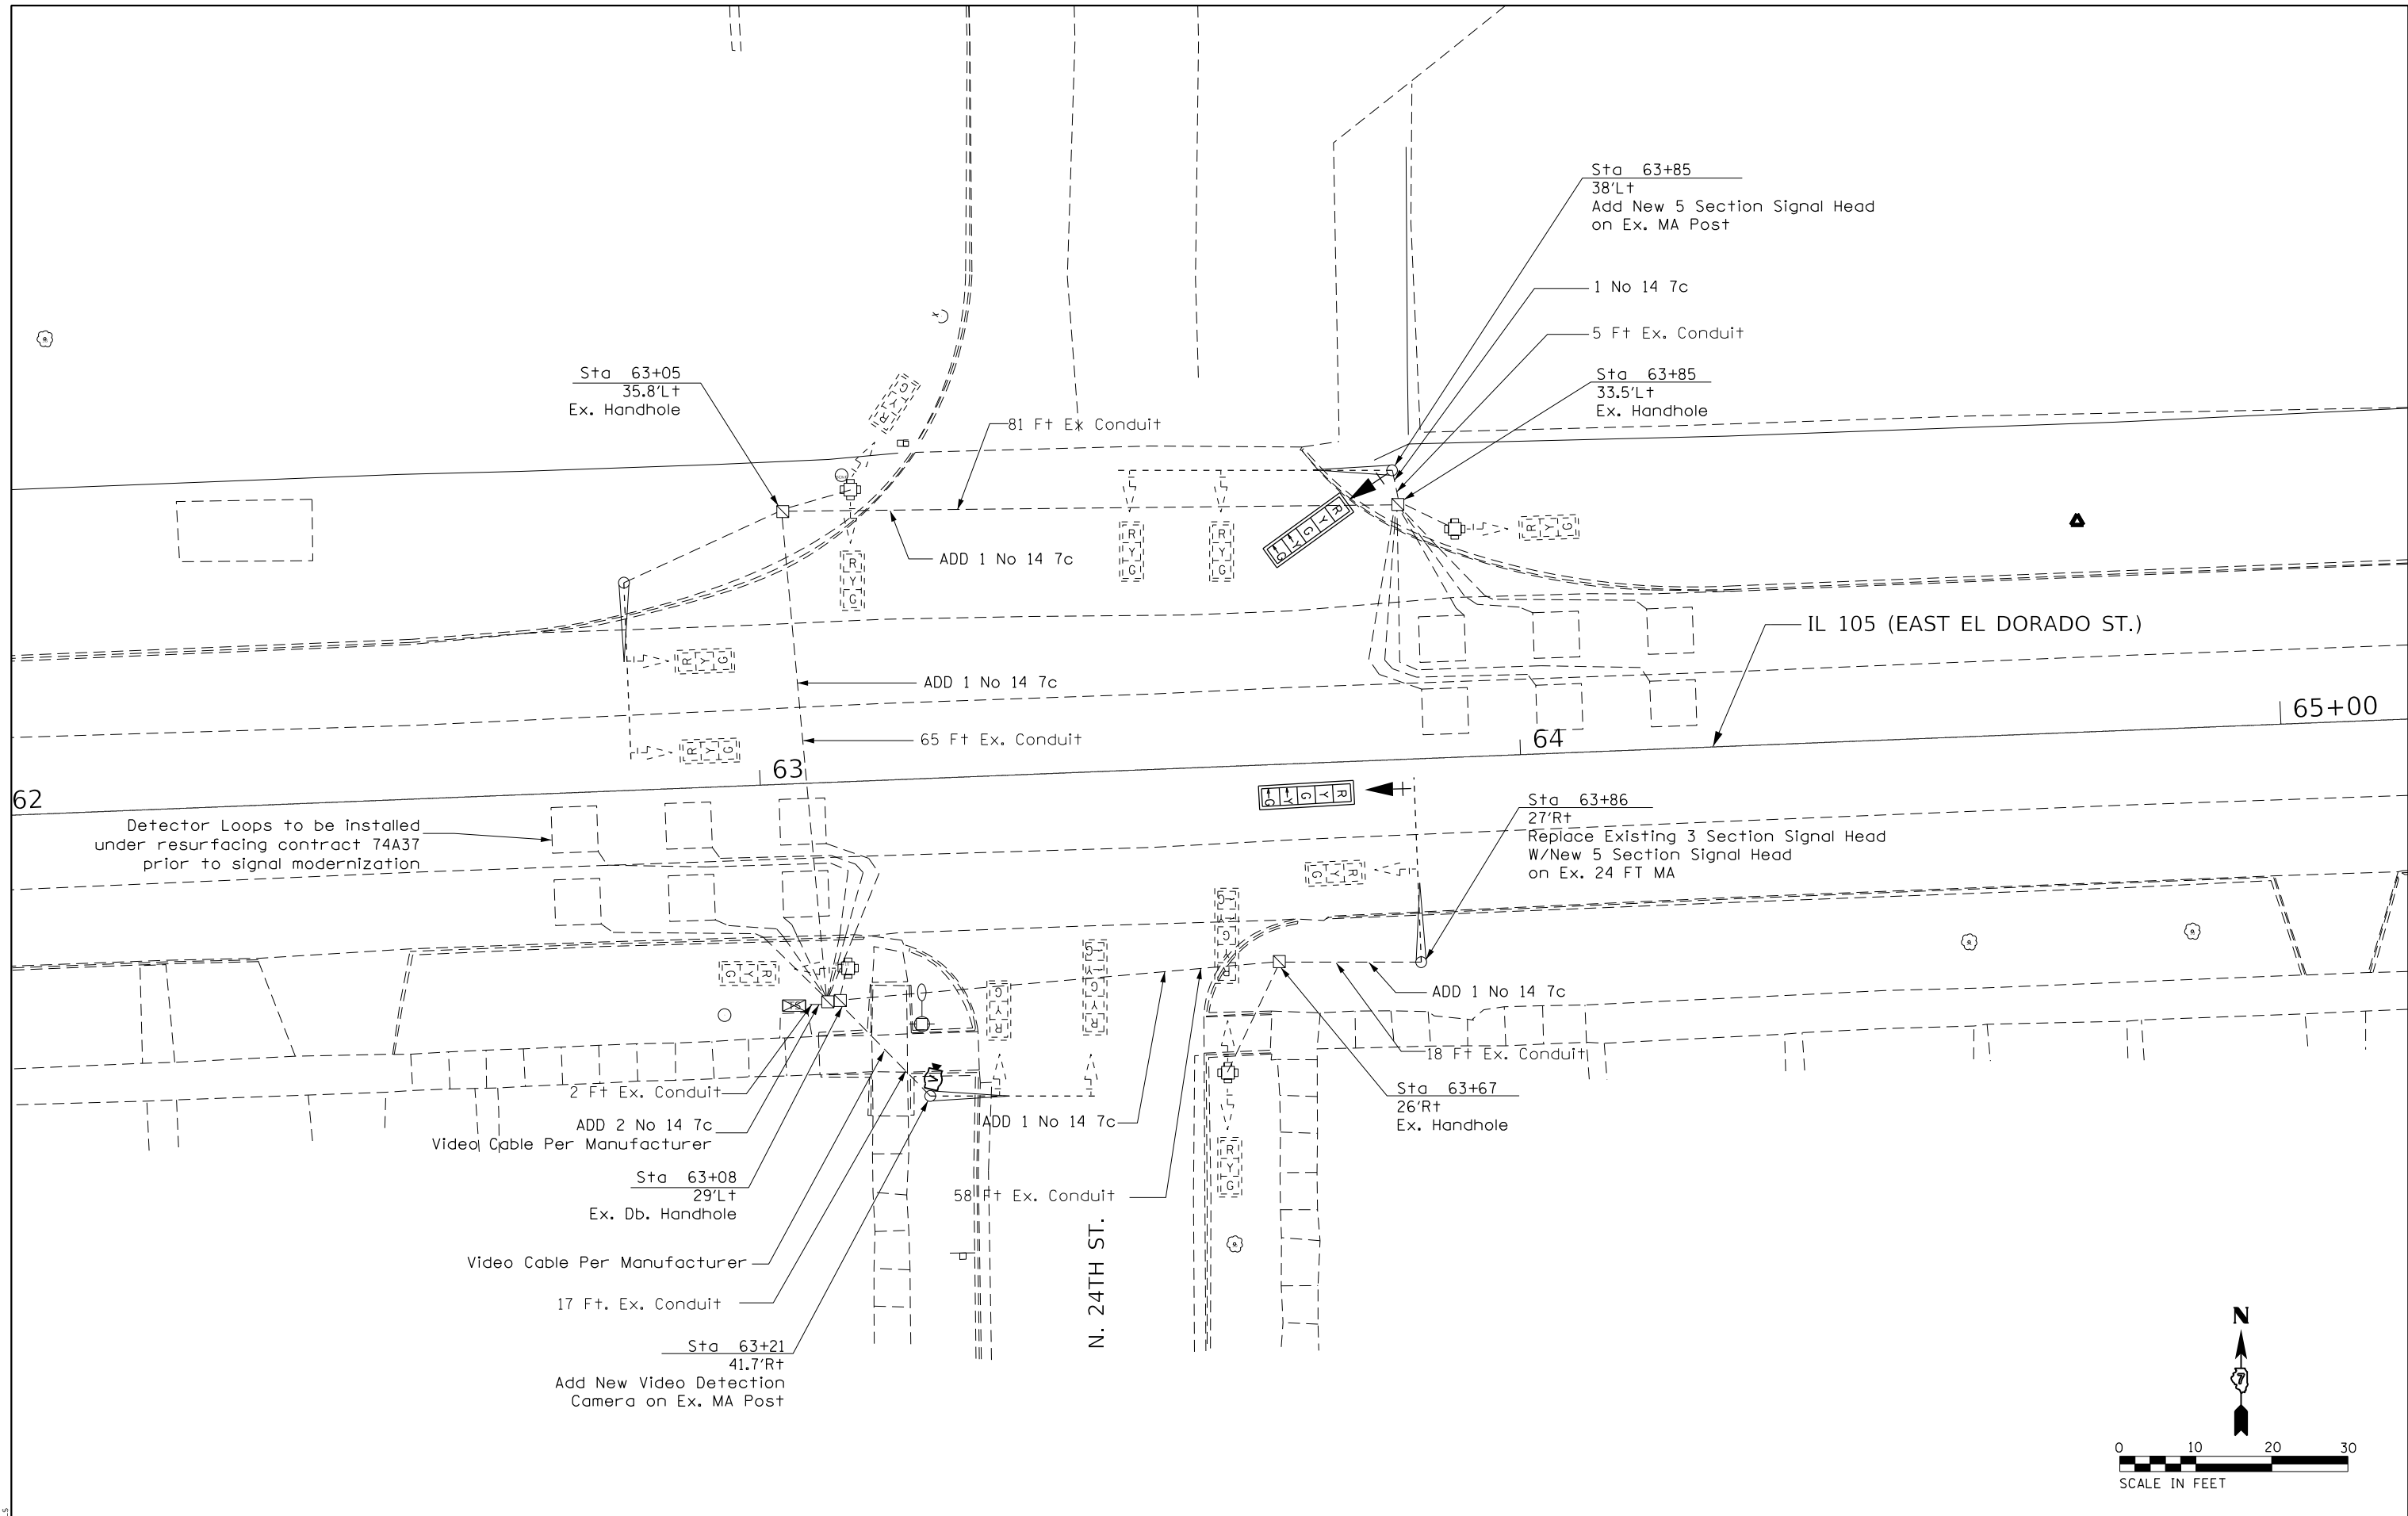 Sta 63+85
38'Lt
Add New 5 Section Signal Head
on Ex. MA Post
1 No 14 7c
5 Ft Ex. Conduit
Sta 63+85
33.5'Lt
Ex. Handhole
Sta 63+05
35.8'Lt
Ex. Handhole
81 Ft Ex Conduit
ADD 1 No 14 7c
R Y G
R Y G
R Y G
R Y G
R Y G
R Y G Y G
IL 105 (EAST EL DORADO ST.)
R Y G
ADD 1 No 14 7c
65 Ft Ex. Conduit
R Y G
65+00
64
63
62
R Y G Y G
Detector Loops to be installed
under resurfacing contract 74A37
prior to signal modernization
Sta 63+86
27'Rt
Replace Existing 3 Section Signal Head
W/New 5 Section Signal Head
on Ex. 24 FT MA
R Y G
R Y G
R Y G
ADD 1 No 14 7c
18 Ft Ex. Conduit
2 Ft Ex. Conduit
ADD 2 No 14 7c
Video Cable Per Manufacturer
ADD 1 No 14 7c
Sta 63+67
26'Rt
Ex. Handhole
R Y G
Sta 63+08
29'Lt
Ex. Db. Handhole
58 Ft Ex. Conduit
Video Cable Per Manufacturer
17 Ft. Ex. Conduit
N. 24TH ST.
Sta 63+21
41.7'Rt
Add New Video Detection
Camera on Ex. MA Post
V
N
7
0 10 20 30
SCALE IN FEET